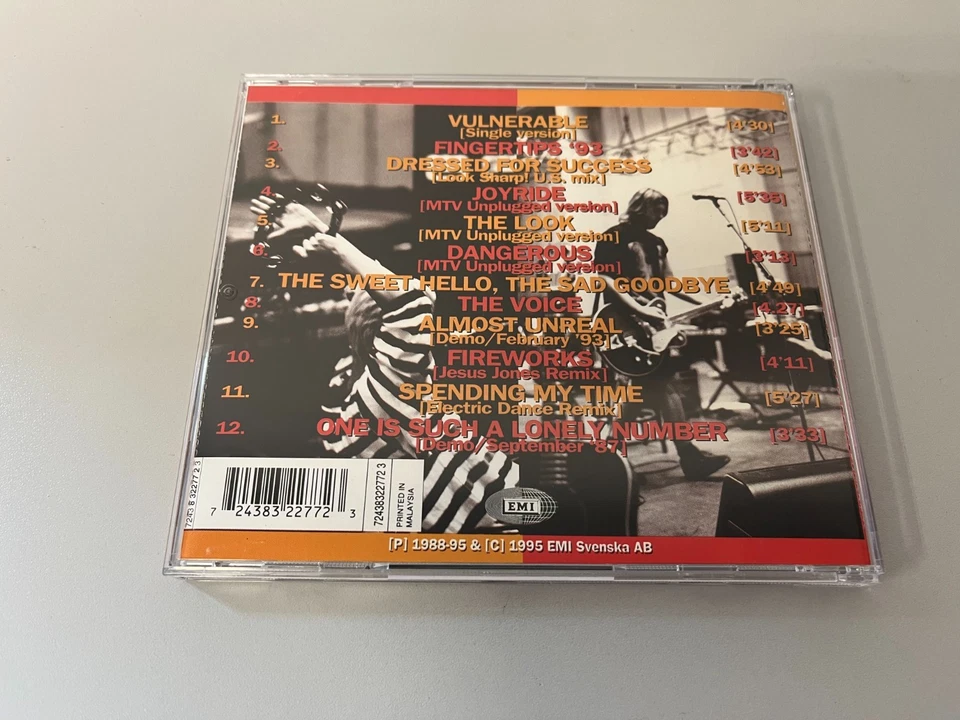 1. VULNERABLE [4'30]
[Single version]
2. FINGERTIPS '93 [3'42]
3. DRESSED FOR SUCCESS [4'53]
[Look Sharp! U.S. mix]
4. JOYRIDE [5'35]
[MTV Unplugged version]
5. THE LOOK [5'11]
[MTV Unplugged version]
6. DANGEROUS [3'13]
[MTV Unplugged version]
7. THE SWEET HELLO, THE SAD GOODBYE [4'49]
8. THE VOICE [4.27]
9. ALMOST UNREAL [3'25]
[Demo/February '93]
10. FIREWORKS [4'11]
[Jesus Jones Remix]
11. SPENDING MY TIME [5'27]
[Electric Dance Remix]
12. ONE IS SUCH A LONELY NUMBER [3'33]
[Demo/September '87]
7243 8 32277 2 3
7 24383 22772 3
724383227723
PRINTED IN
MALAYSIA
EMI
[P] 1988-95 & [C] 1995 EMI Svenska AB